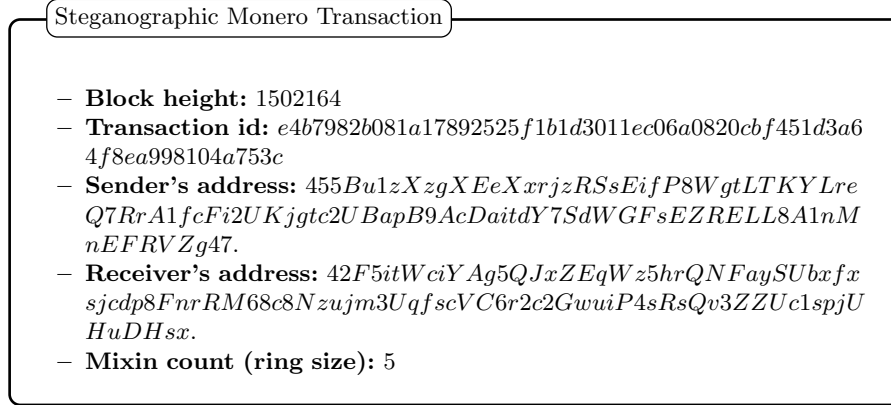 Steganographic Monero Transaction
– Block height: 1502164
– Transaction id: e4b7982b081a17892525f1b1d3011ec06a0820cbf451d3a6
4f8ea998104a753c
– Sender's address: 455Bu1zXzgXEeXxrjzRSsEifP8WgtLTKYLre
Q7RrA1fcFi2UKjgtc2UBapB9AcDaitdY7SdWGFsEZRELL8A1nM
nEFRVZg47.
– Receiver's address: 42F5itWciYAg5QJxZEqWz5hrQNFaySUbxfx
sjcdp8FnrRM68c8Nzujm3UqfscVC6r2c2GwuiP4sRsQv3ZZUc1spjU
HuDHsx.
– Mixin count (ring size): 5